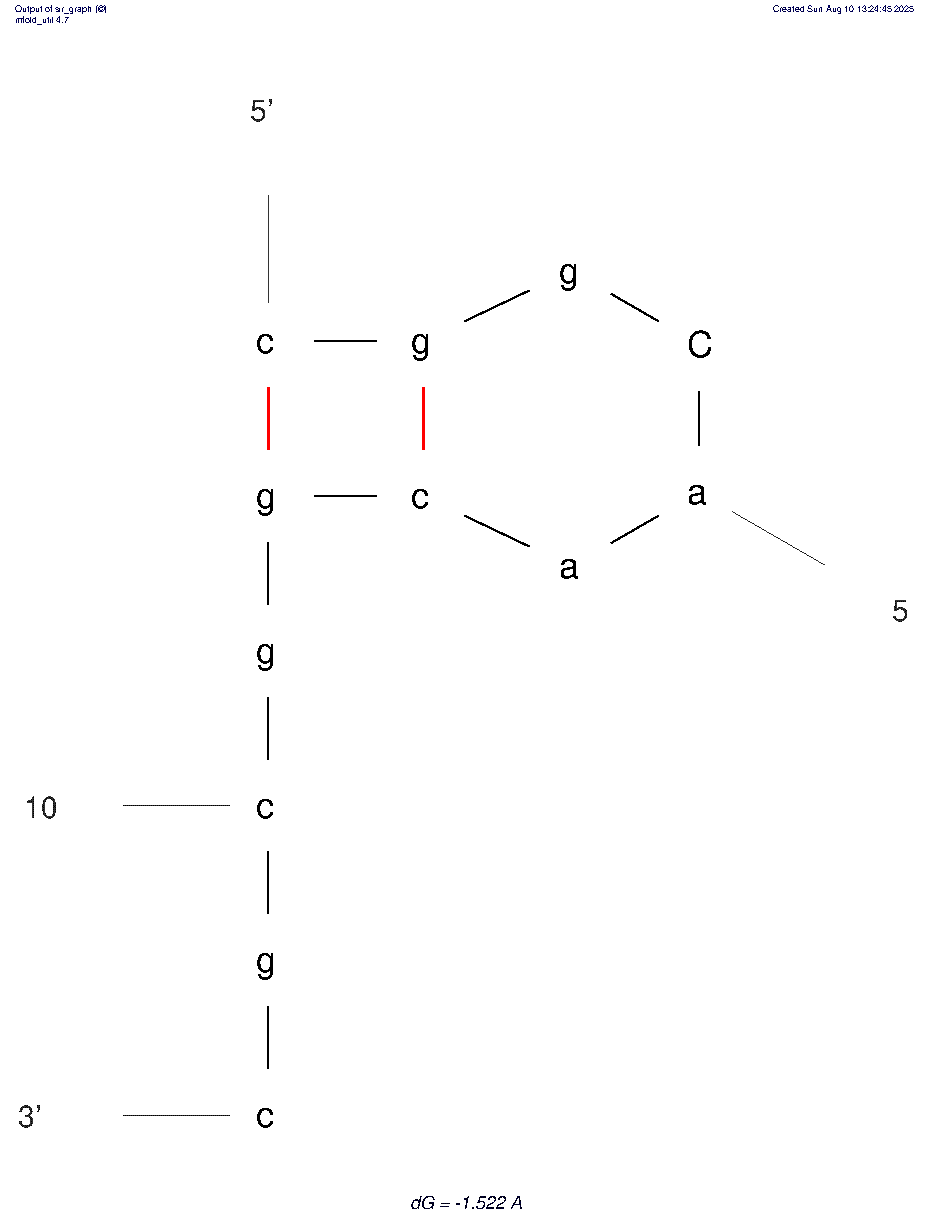 Output of sir_graph (©)
mfold_util 4.7
Created Sun Aug 10 13:24:45 2025
5'
g
c g C
g c a
a
5
g
10 c
g
3' c
dG = -1.522 A